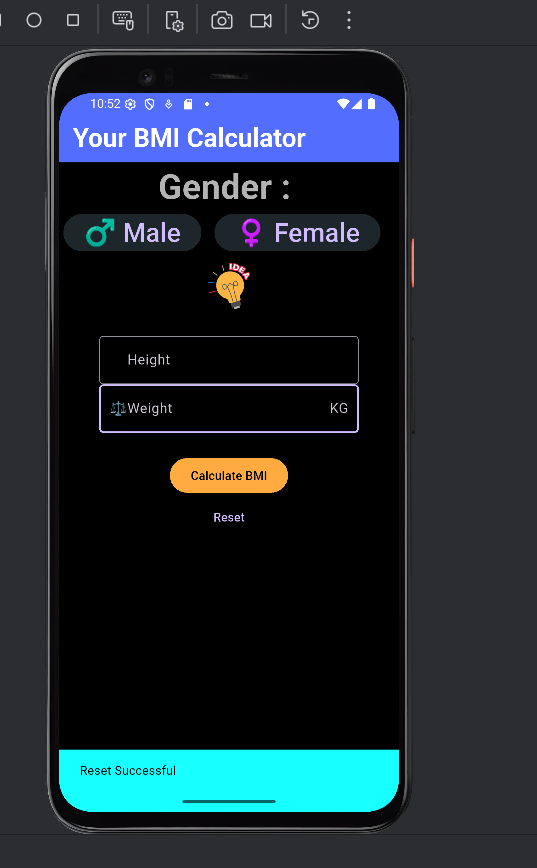 10:52
Your BMI Calculator
Gender :
Male
Female
IDEA
Height
Weight KG
Calculate BMI
Reset
Reset Successful